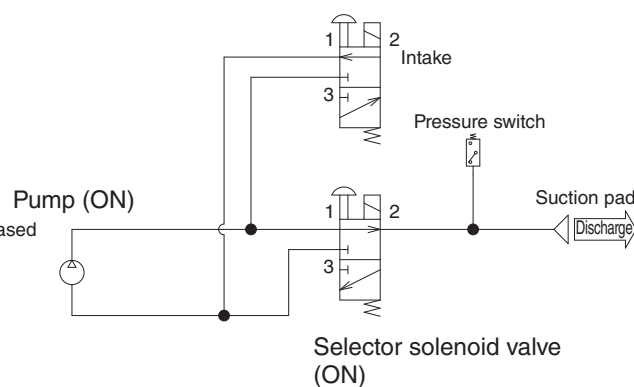 1
2
Intake
3
Pressure switch
Pump (ON)
ased
1
2
Suction pad
Discharge
3
Selector solenoid valve
(ON)